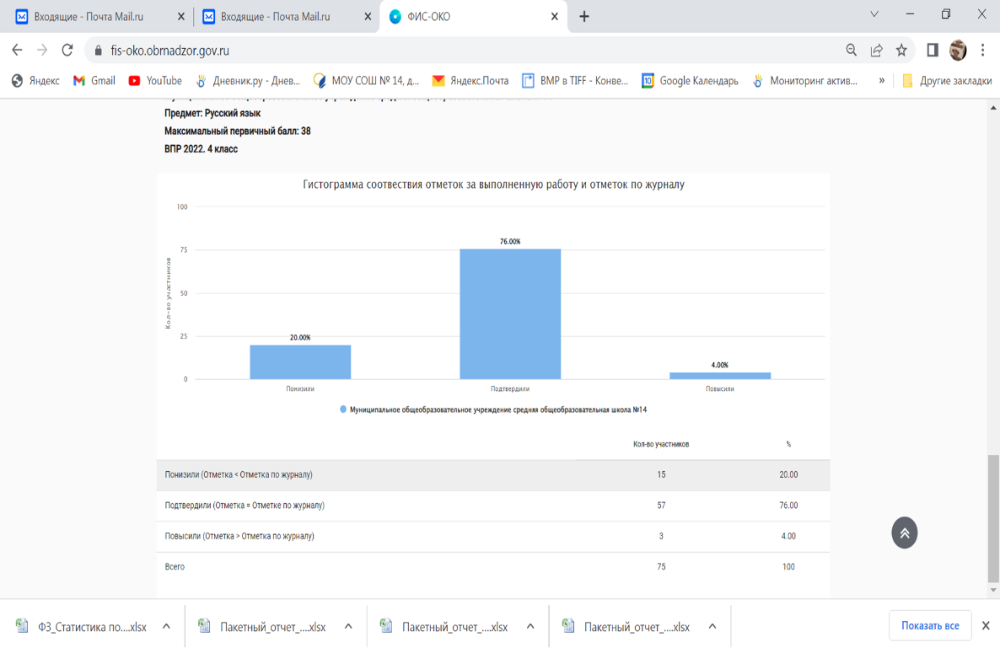 Входящие - Почта Mail.ru
Входящие - Почта Mail.ru
ФИС-ОКО
fis-oko.obrnadzor.gov.ru
Яндекс
Gmail
YouTube
Дневник.ру - Днев...
МОУ СОШ № 14, д...
Яндекс.Почта
BMP в TIFF - Конве...
10
Google Календарь
Мониторинг актив...
»
Другие закладки
Предмет: Русский язык
Максимальный первичный балл: 38
ВПР 2022. 4 класс
Гистограмма соотвествия отметок за выполненную работу и отметок по журналу
Кол-во участников
100
75
50
25
0
20.00%
76.00%
4.00%
Понизили
Подтвердили
Повысили
Муниципальное общеобразовательное учреждение средняя общеобразовательная школа №14
Кол-во участников %
Понизили (Отметка < Отметка по журналу) 15 20.00
Подтвердили (Отметка = Отметке по журналу) 57 76.00
Повысили (Отметка > Отметка по журналу) 3 4.00
Всего 75 100
ФЗ_Статистика по....xlsx
Пакетный_отчет_....xlsx
Пакетный_отчет_....xlsx
Пакетный_отчет_....xlsx
Показать все